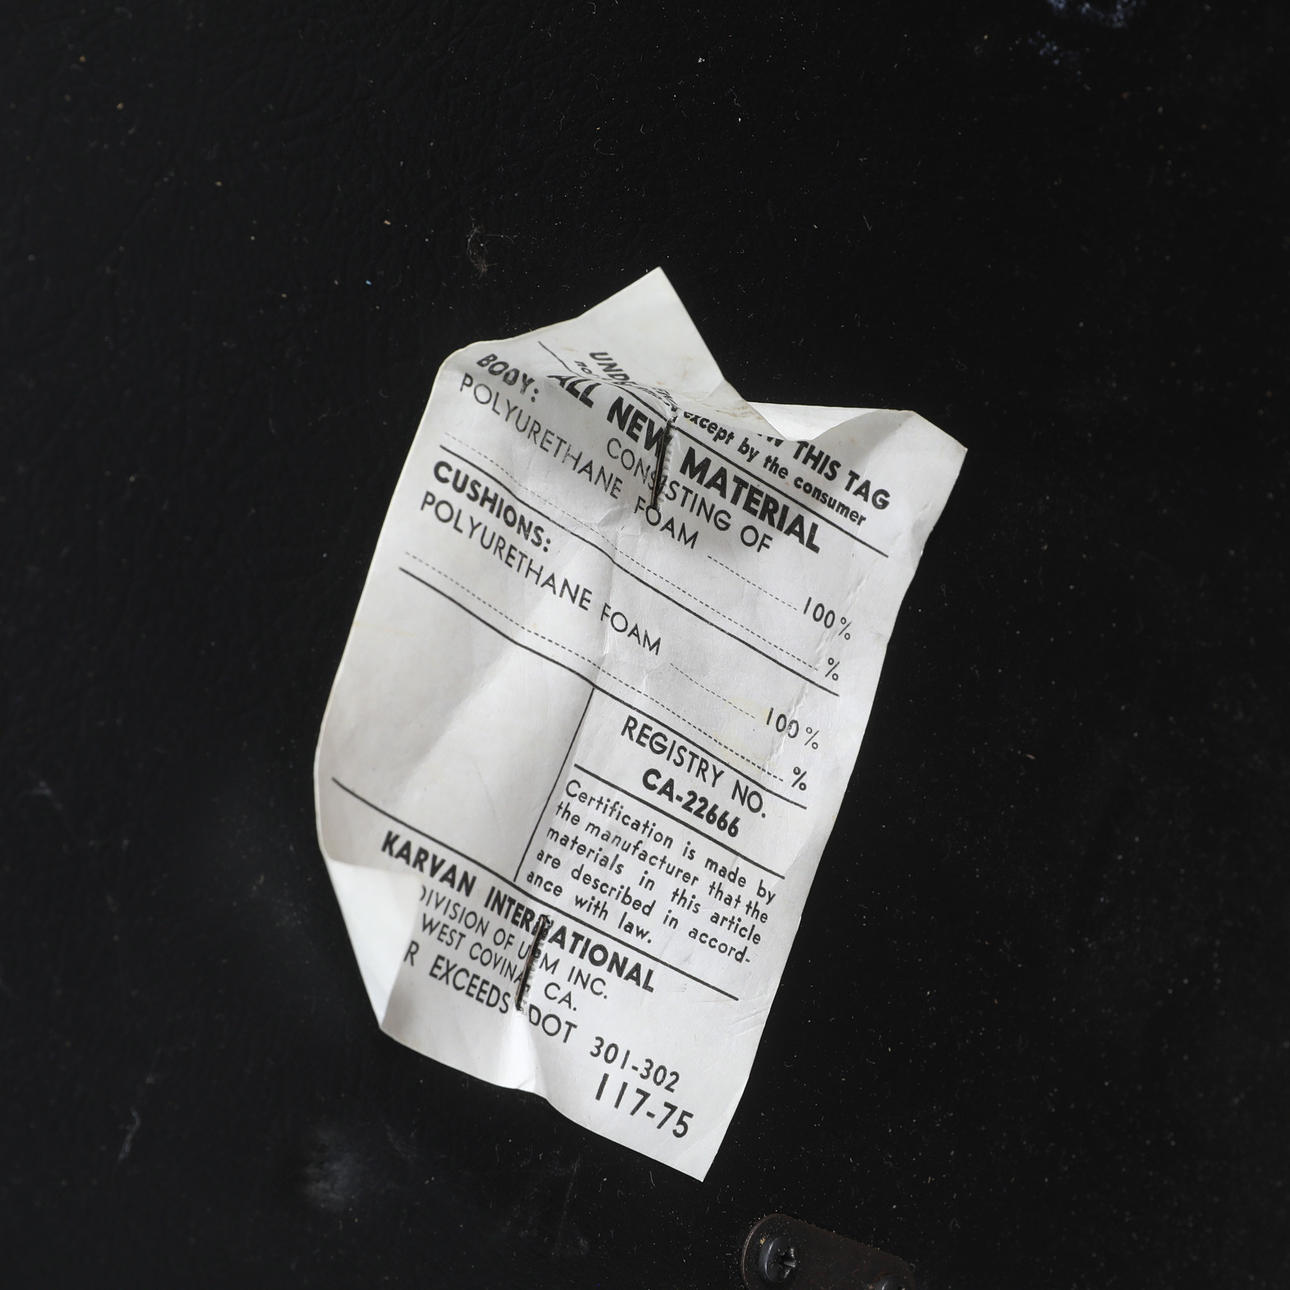 THIS TAG
except by the consumer
ALL NEW MATERIAL
CONSISTING OF
BODY:
POLYURETHANE FOAM 100%
%
CUSHIONS:
POLYURETHANE FOAM 100%
%
REGISTRY NO.
CA-22666
Certification is made by
the manufacturer that the
materials in this article
are described in accord-
ance with law.
KARVAN INTERNATIONAL
DIVISION OF M INC.
WEST COVINA CA.
R EXCEEDS DOT 301-302
117-75